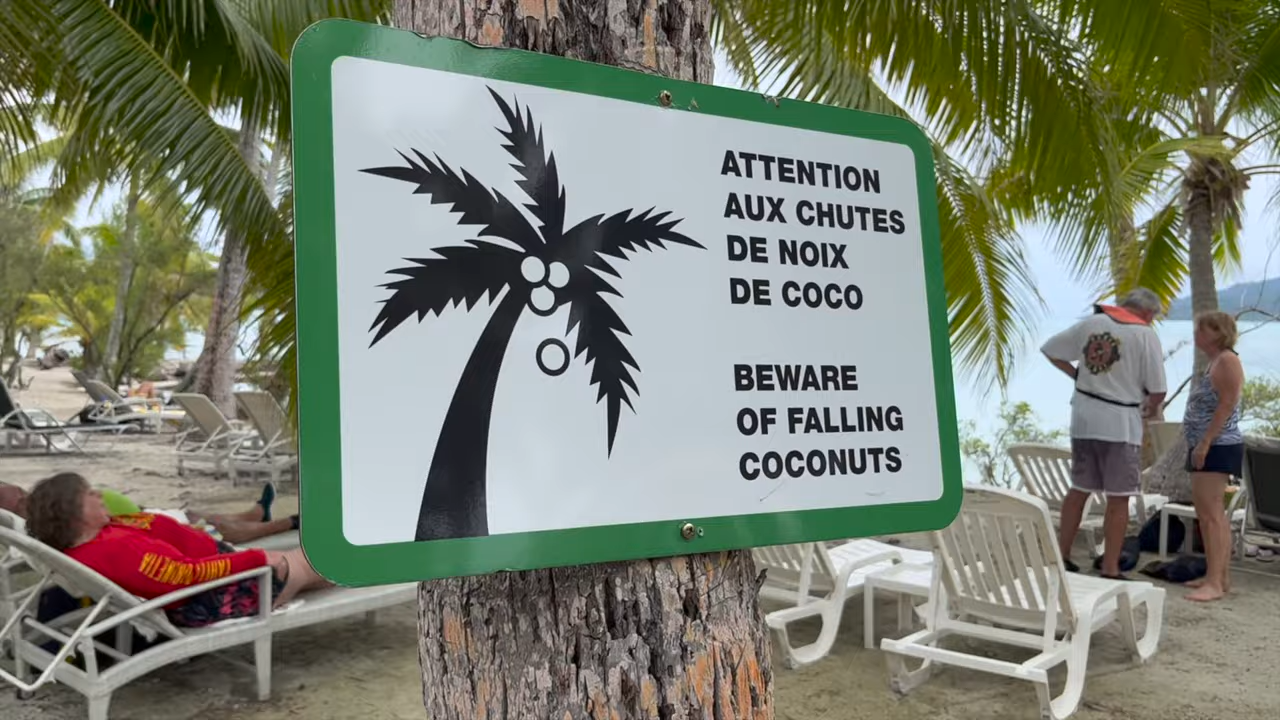 ATTENTION
AUX CHUTES
DE NOIX
DE COCO
BEWARE
OF FALLING
COCONUTS